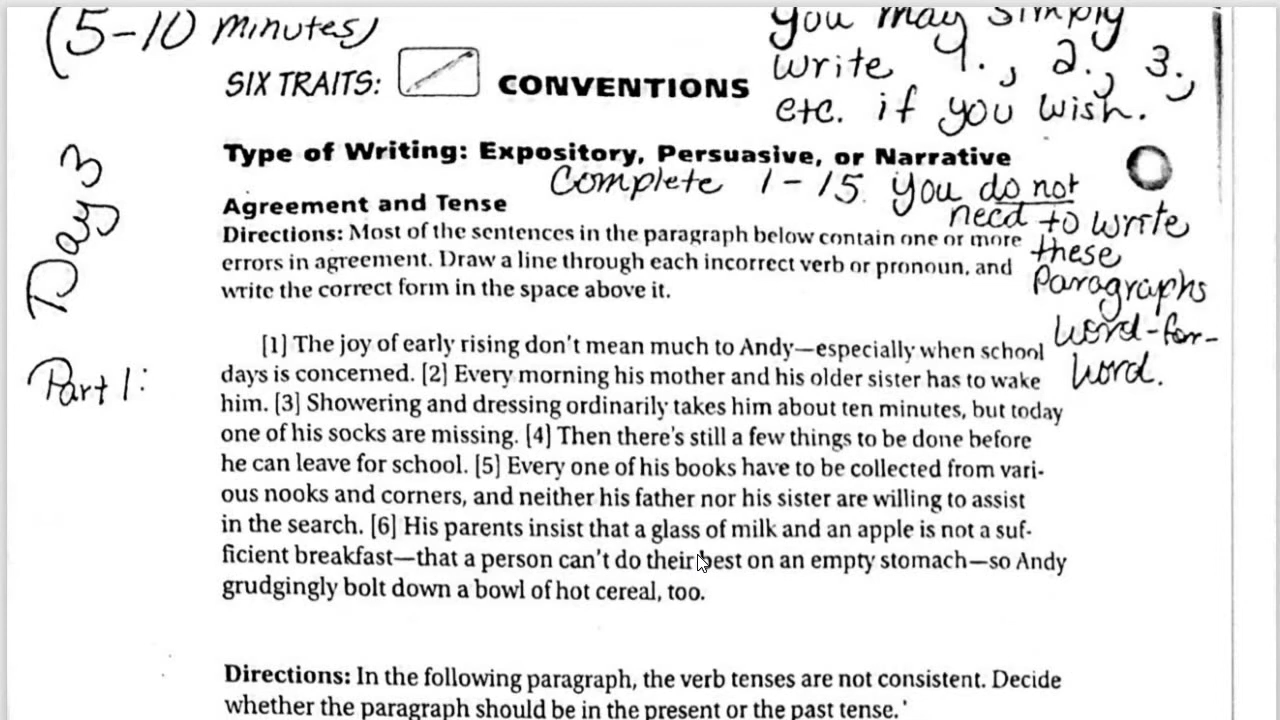 (5-10 minutes)
you may simply
write 1., 2., 3.,
etc. if you wish.
SIX TRAITS: CONVENTIONS
Day 3
Type of Writing: Expository, Persuasive, or Narrative
Complete 1-15. You do not
need to write
these
Paragraphs
word-for-
word.
Agreement and Tense
Directions: Most of the sentences in the paragraph below contain one or more
errors in agreement. Draw a line through each incorrect verb or pronoun, and
write the correct form in the space above it.
Part 1:
[1] The joy of early rising don't mean much to Andy—especially when school
days is concerned. [2] Every morning his mother and his older sister has to wake
him. [3] Showering and dressing ordinarily takes him about ten minutes, but today
one of his socks are missing. [4] Then there's still a few things to be done before
he can leave for school. [5] Every one of his books have to be collected from vari-
ous nooks and corners, and neither his father nor his sister are willing to assist
in the search. [6] His parents insist that a glass of milk and an apple is not a suf-
ficient breakfast—that a person can't do their best on an empty stomach—so Andy
grudgingly bolt down a bowl of hot cereal, too.
Directions: In the following paragraph, the verb tenses are not consistent. Decide
whether the paragraph should be in the present or the past tense.